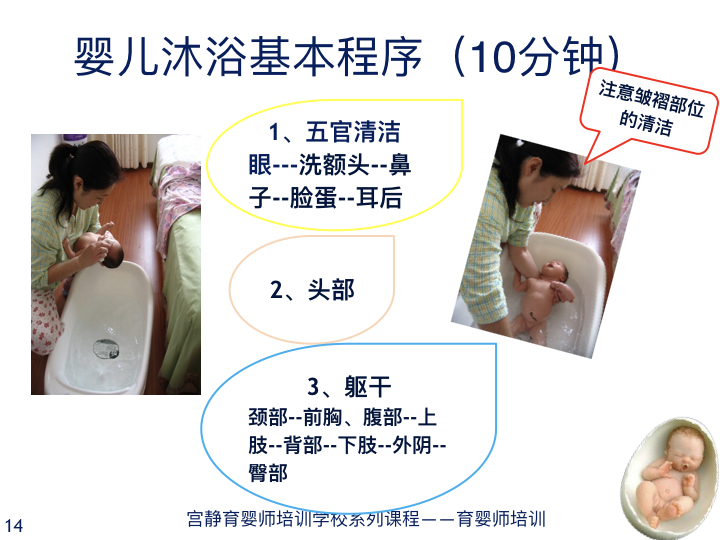 婴儿沐浴基本程序（10分钟）
注意皱褶部位
的清洁
1、五官清洁
眼---洗额头--鼻
子--脸蛋--耳后
2、头部
3、躯干
颈部--前胸、腹部--上
肢--背部--下肢--外阴--
臀部
14
宫静育婴师培训学校系列课程——育婴师培训